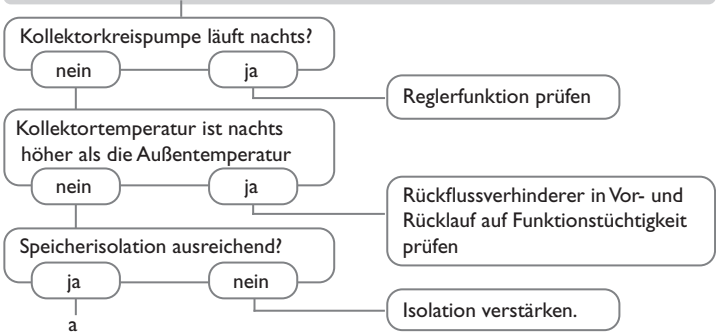 Kollektorkreispumpe läuft nachts?
nein
ja
Reglerfunktion prüfen
Kollektortemperatur ist nachts
höher als die Außentemperatur
nein
ja
Rückflussverhinderer in Vor- und
Rücklauf auf Funktionstüchtigkeit
prüfen
Speicherisolation ausreichend?
ja
nein
Isolation verstärken.
a